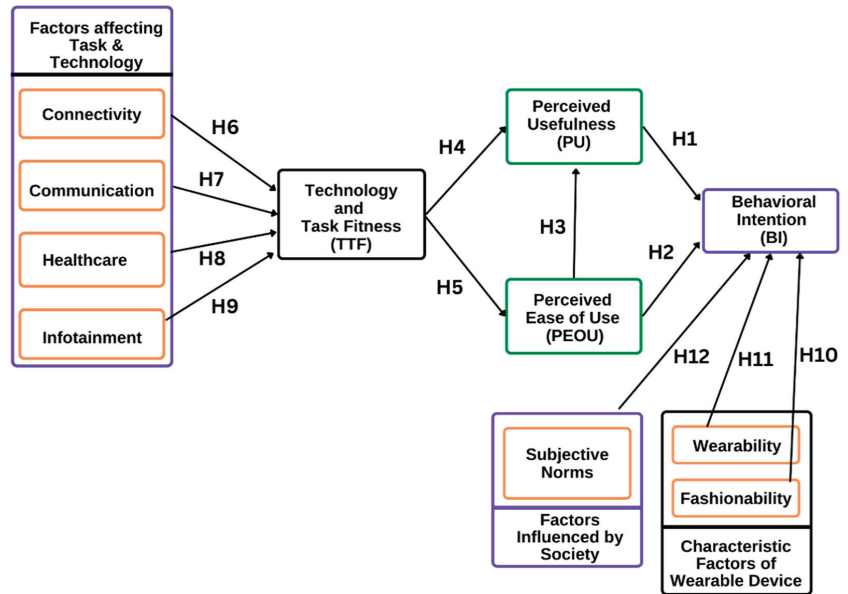 Factors affecting
Task &
Technology
Connectivity
Communication
Healthcare
Infotainment
H6
H7
H8
H9
Technology
and
Task Fitness
(TTF)
H4
H5
Perceived
Usefulness
(PU)
H3
Perceived
Ease of Use
(PEOU)
H1
H2
Behavioral
Intention
(BI)
H12
H11
H10
Subjective
Norms
Factors
Influenced by
Society
Wearability
Fashionability
Characteristic
Factors of
Wearable Device